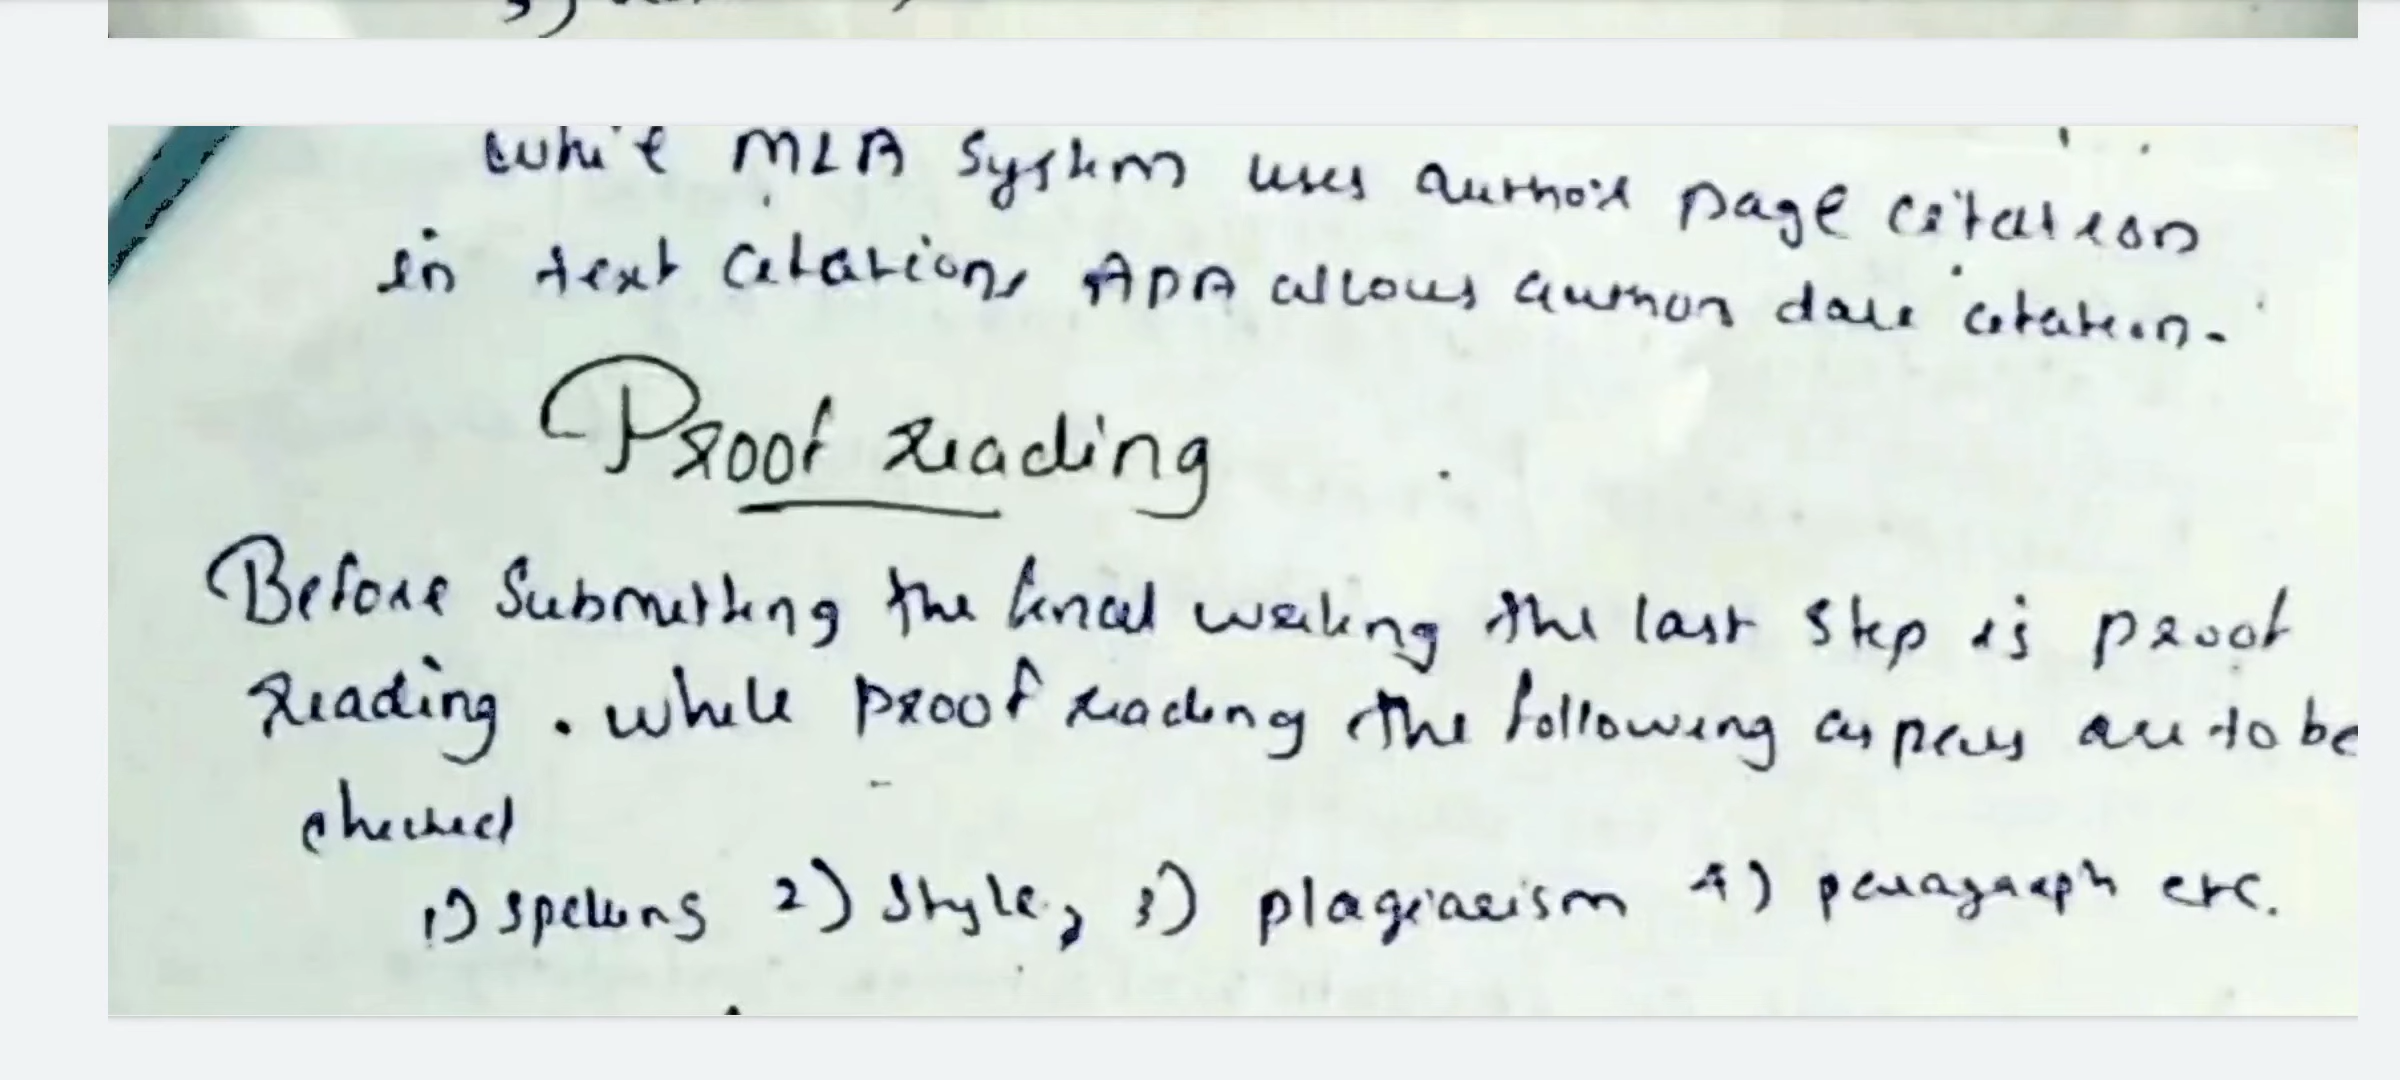 while MLA System uses author page citation
in text citations APA allows author date citation.
Proof reading
Before Submitting the final writing the last step is proof
reading. while proof reading the following aspects are to be
checked
1) spellings 2) Style, 3) plagiarism 4) paragraph etc.